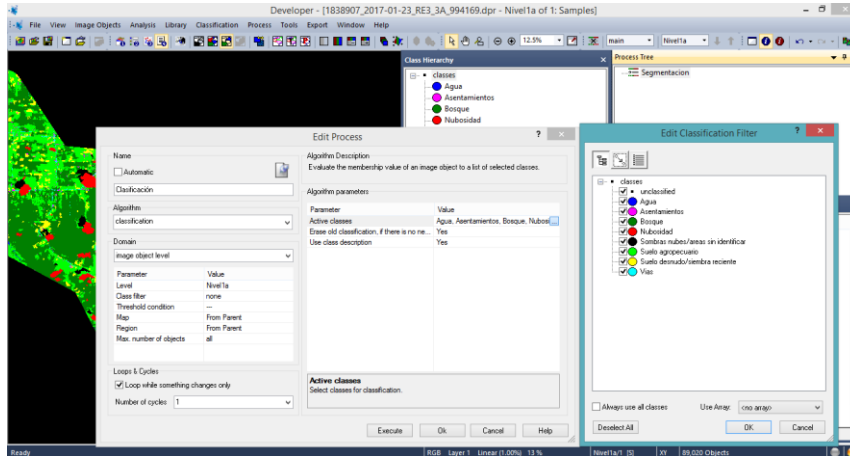 Developer - [1838907_2017-01-23_RE3_3A_994169.dpr - Nivel1a of 1: Samples]
File View Image Objects Analysis Library Classification Process Tools Export Window Help
12.5% main Nivel1a
Class Hierarchy
classes
Agua
Asentamientos
Bosque
Nubosidad
Process Tree
Segmentacion
Edit Process
Name
Automatic
Clasificación
Algorithm
classification
Domain
image object level
Parameter Value
Level Nivel1a
Class filter none
Threshold condition ---
Map From Parent
Region From Parent
Max. number of objects all
Loops & Cycles
Loop while something changes only
Number of cycles 1
Algorithm Description
Evaluate the membership value of an image object to a list of selected classes.
Algorithm parameters
Parameter Value
Active classes Agua, Asentamientos, Bosque, Nubosi...
Erase old classification, if there is no ne... Yes
Use class description Yes
Active classes
Select classes for classification.
Execute Ok Cancel Help
Edit Classification Filter
classes
unclassified
Agua
Asentamientos
Bosque
Nubosidad
Sombras nubes/areas sin identificar
Suelo agropecuario
Suelo desnudo/siembra reciente
Vias
Always use all classes Use Array: <no array>
Deselect All OK Cancel
Ready RGB Layer 1 Linear (1.00%) 13 % Nivel1a/1 [S] XY 89,020 Objects